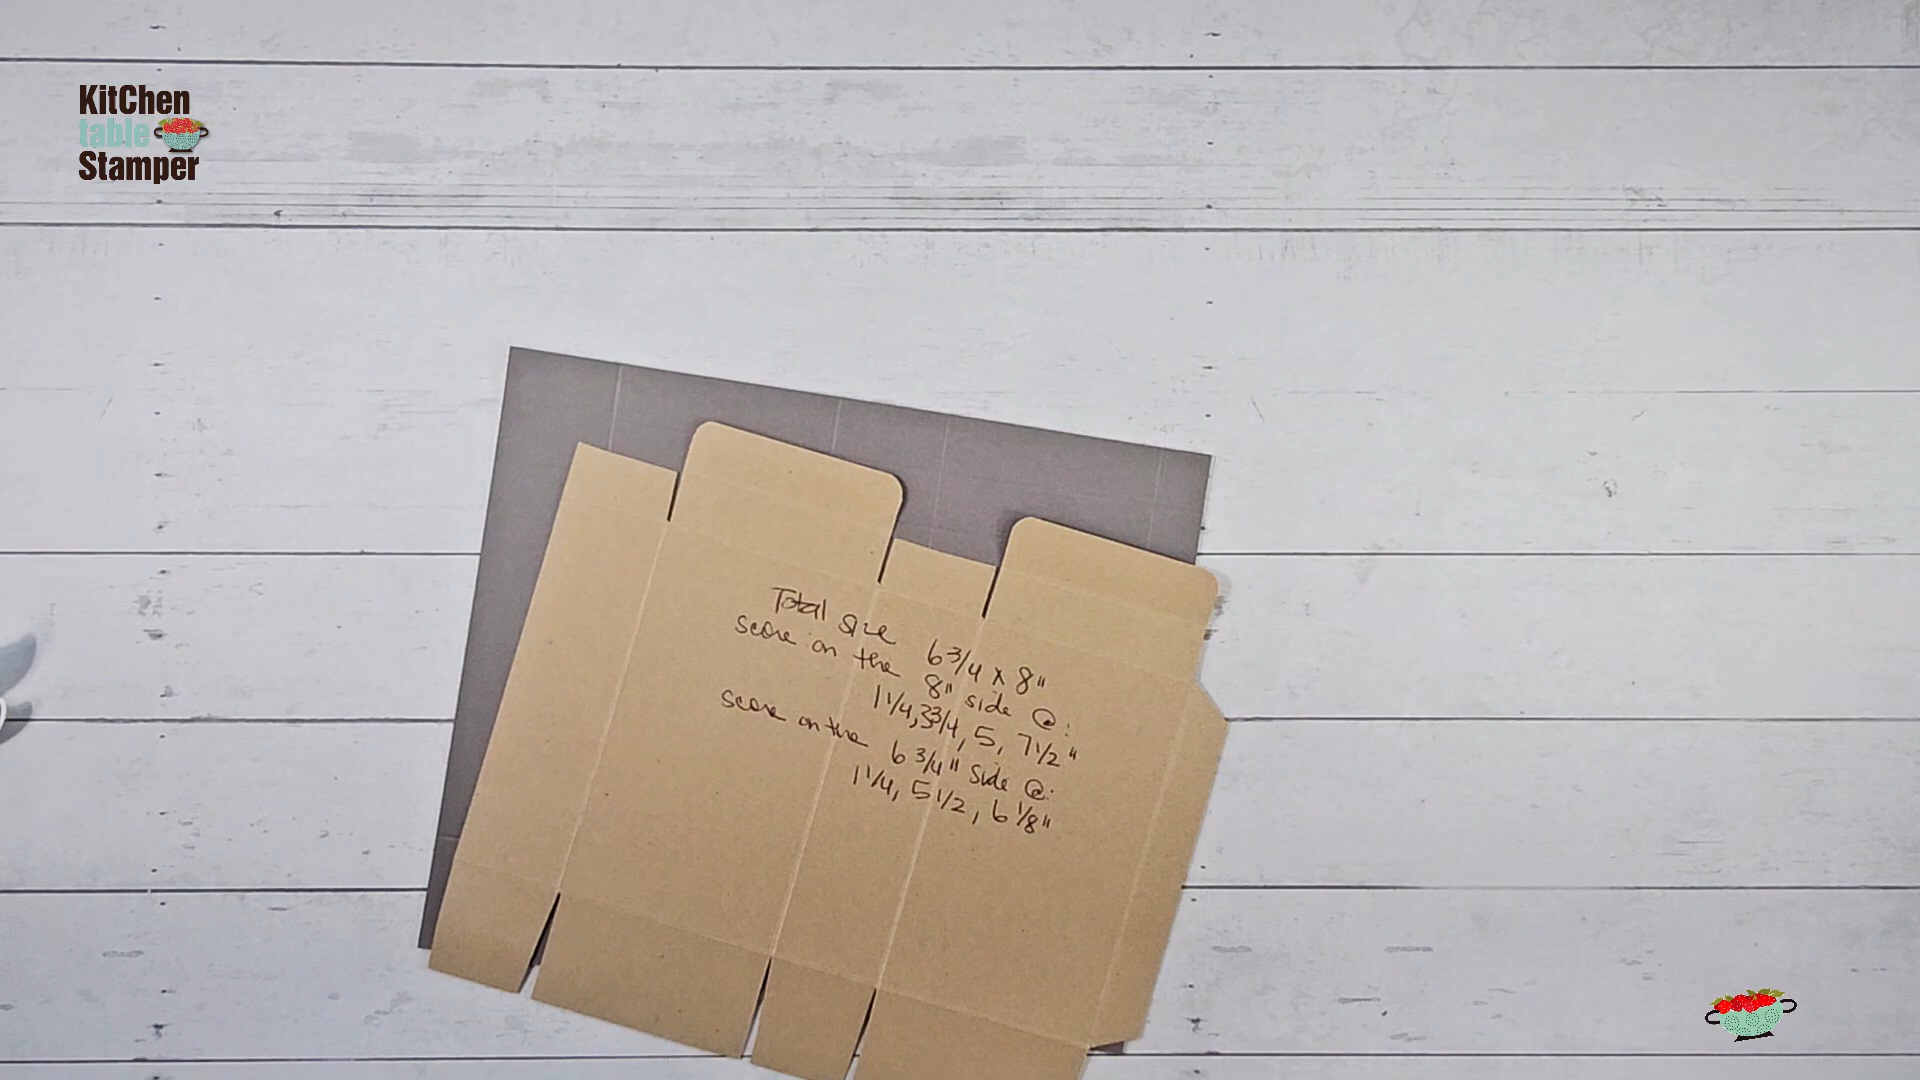 KitChen
table
Stamper
Total size 6 3/4 x 8"
score on the 8" side @:
1 1/4, 3 3/4, 5, 7 1/2"
score on the 6 3/4" side @:
1 1/4, 5 1/2, 6 1/8"